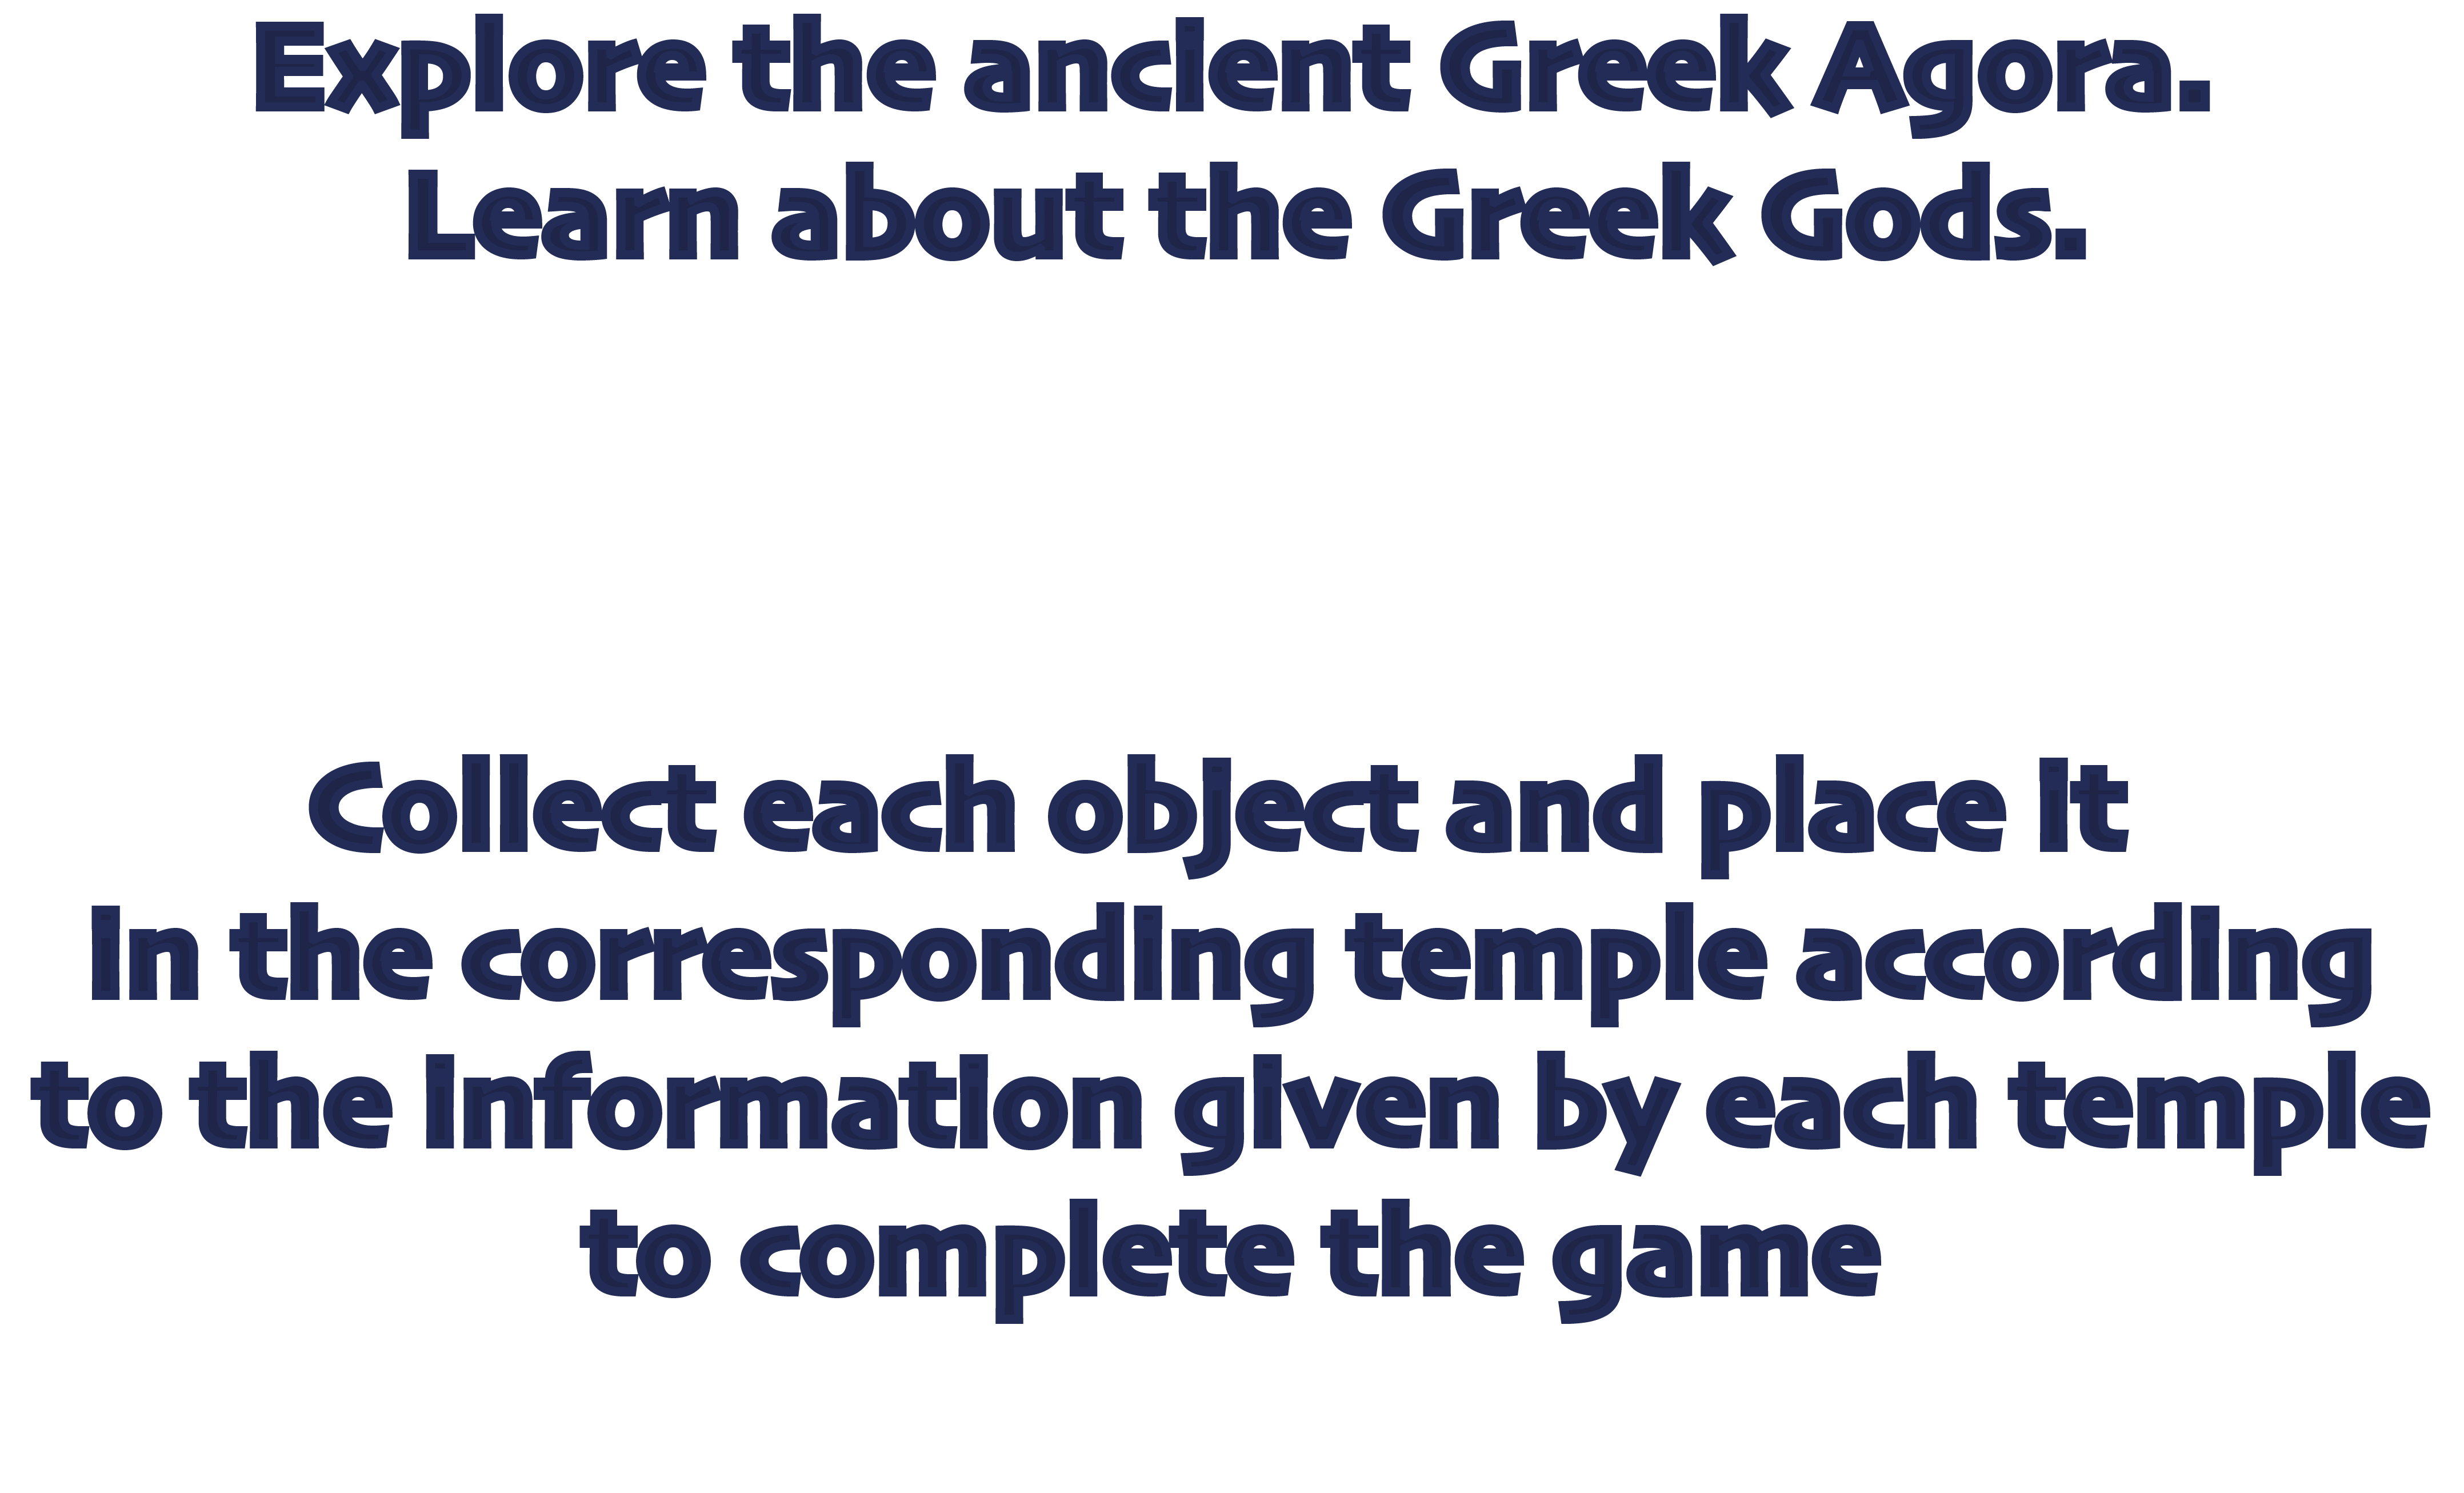 Explore the ancient Greek Agora.
Learn about the Greek Gods.
Collect each object and place it
in the corresponding temple according
to the information given by each temple
to complete the game